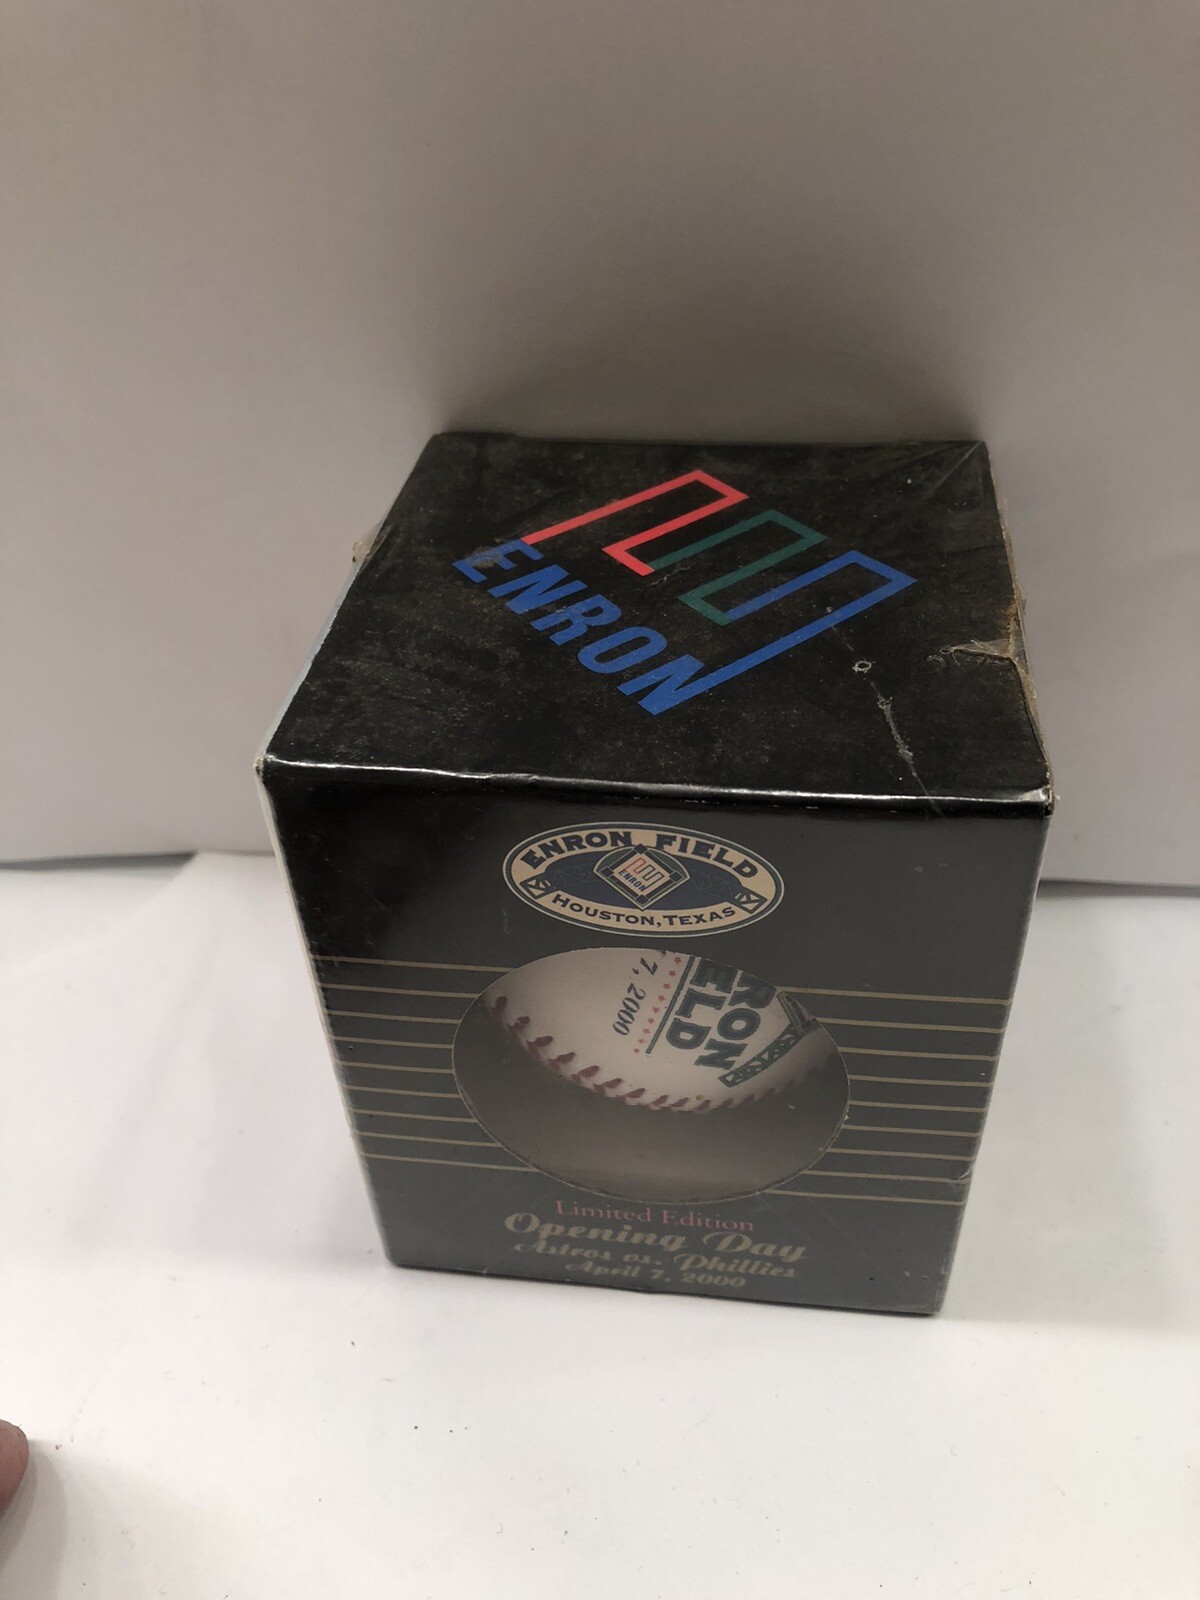 ENRON
ENRON FIELD
ENRON
HOUSTON, TEXAS
7, 2000
RON
ELD
Limited Edition
Opening Day
Astros vs. Phillies
April 7, 2000